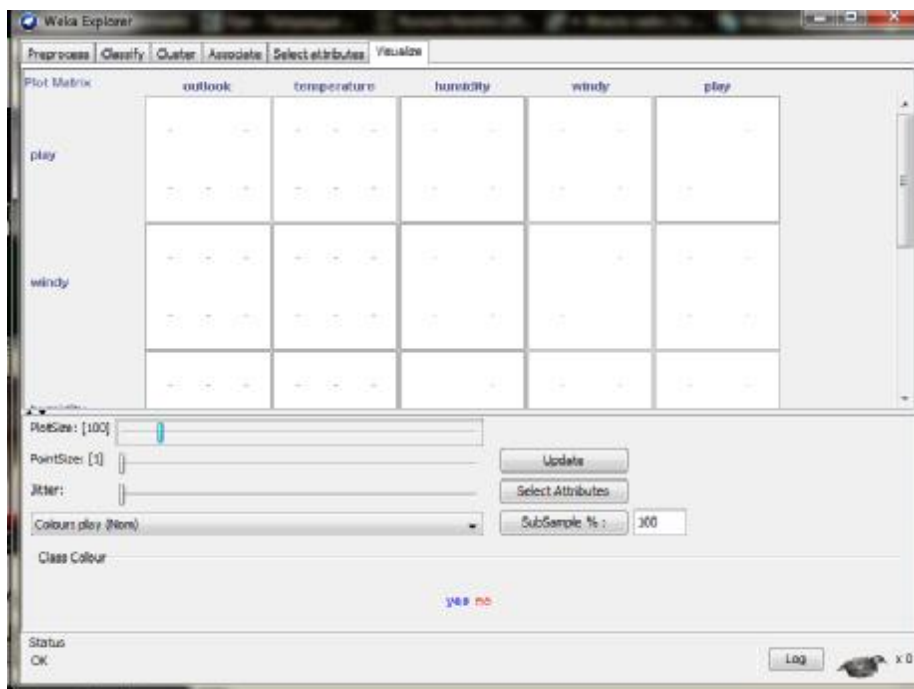 Weka Explorer
Preprocess Classify Cluster Associate Select attributes Visualize
Plot Matrix outlook temperature humidity windy play
play
windy
humidity
PlotSize: [100]
PointSize: [1] Update
Jitter: Select Attributes
Colour: play (Nom) SubSample % : 100
Class Colour
yes no
Status
OK Log x 0